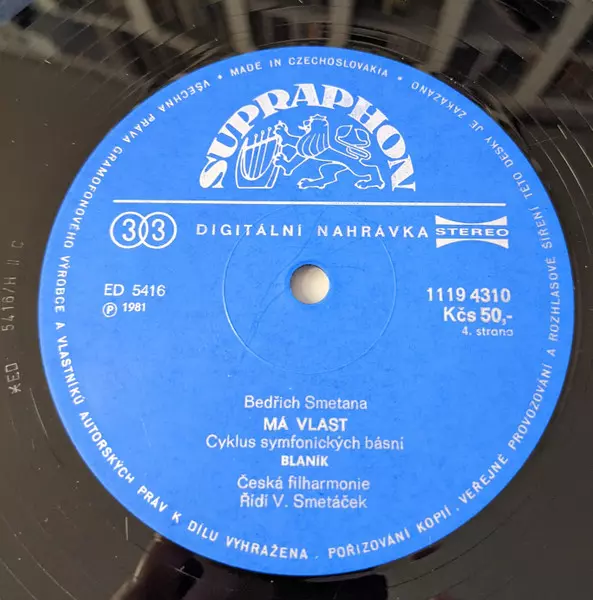 VŠECHNA PRÁVA GRAMOFONOVÉHO VÝROBCE A VLASTNÍKŮ AUTORSKÝCH PRÁV K DÍLU VYHRAŽENA . POŘIZOVÁNÍ KOPIÍ . VEŘEJNÉ PROVOZOVÁNÍ A ROZHLASOVÉ ŠÍŘENÍ TÉTO DESKY JE ZAKÁZÁNO
• MADE IN CZECHOSLOVAKIA •
SUPRAPHON
33 DIGITÁLNÍ NAHRÁVKA STEREO
ED 5416
Ⓟ 1981
1119 4310
Kčs 50,-
4. strana
Bedřich Smetana
MÁ VLAST
Cyklus symfonických básní
BLANÍK
Česká filharmonie
Řídí V. Smetáček